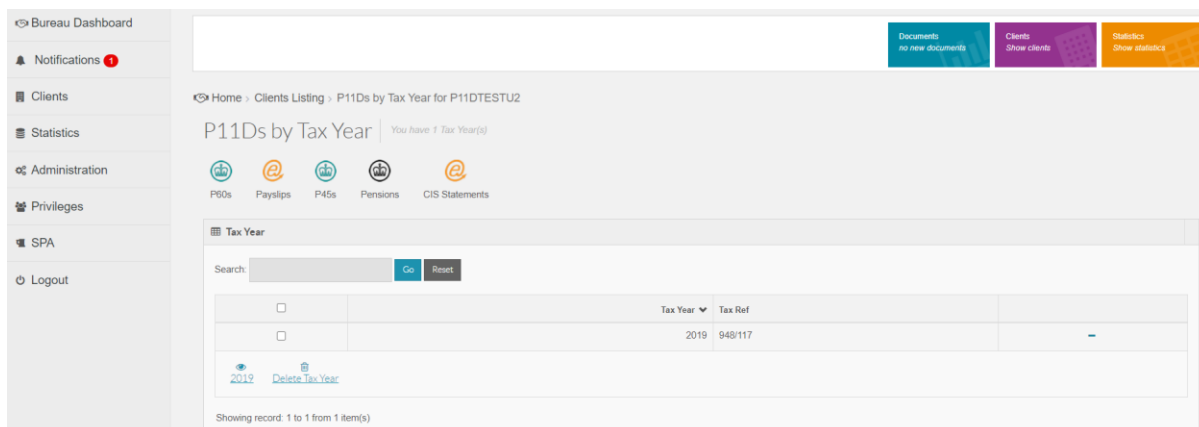 Bureau Dashboard
Notifications 1
Clients
Statistics
Administration
Privileges
SPA
Logout
Documents
no new documents
Clients
Show clients
Statistics
Show statistics
Home > Clients Listing > P11Ds by Tax Year for P11DTESTU2
P11Ds by Tax Year | You have 1 Tax Year(s)
P60s Payslips P45s Pensions CIS Statements
Tax Year
Search: Go Reset
Tax Year Tax Ref
2019 948/117
2019 Delete Tax Year
Showing record: 1 to 1 from 1 item(s)